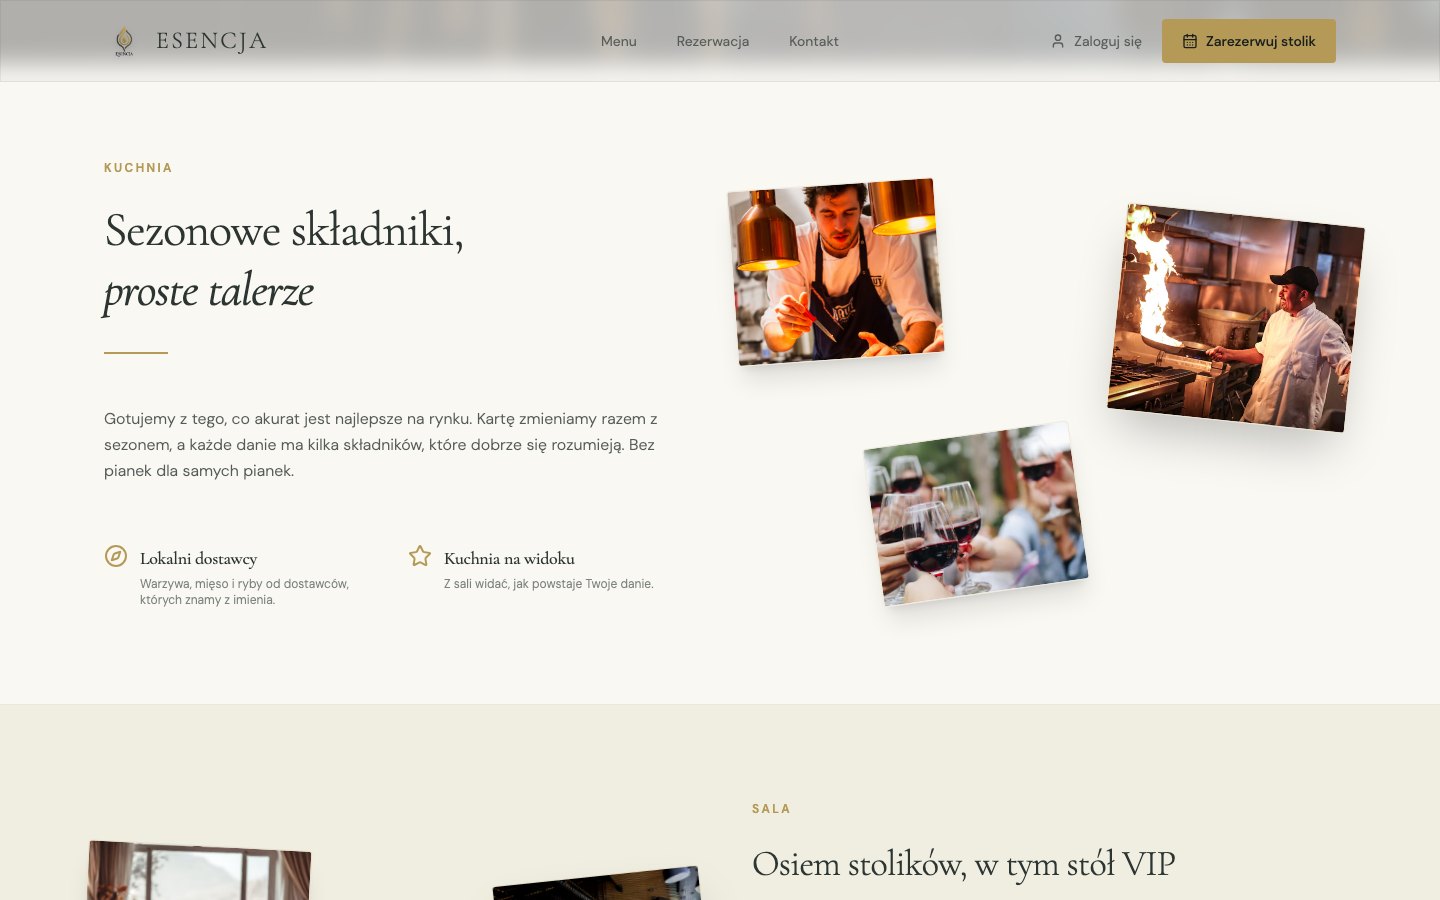 ESENCJA
ESENCJA
Menu
Rezerwacja
Kontakt
Zaloguj się
Zarezerwuj stolik
KUCHNIA
Sezonowe składniki,
proste talerze
Gotujemy z tego, co akurat jest najlepsze na rynku. Kartę zmieniamy razem z
sezonem, a każde danie ma kilka składników, które dobrze się rozumieją. Bez
pianek dla samych pianek.
Lokalni dostawcy
Warzywa, mięso i ryby od dostawców,
których znamy z imienia.
Kuchnia na widoku
Z sali widać, jak powstaje Twoje danie.
SALA
Osiem stolików, w tym stół VIP